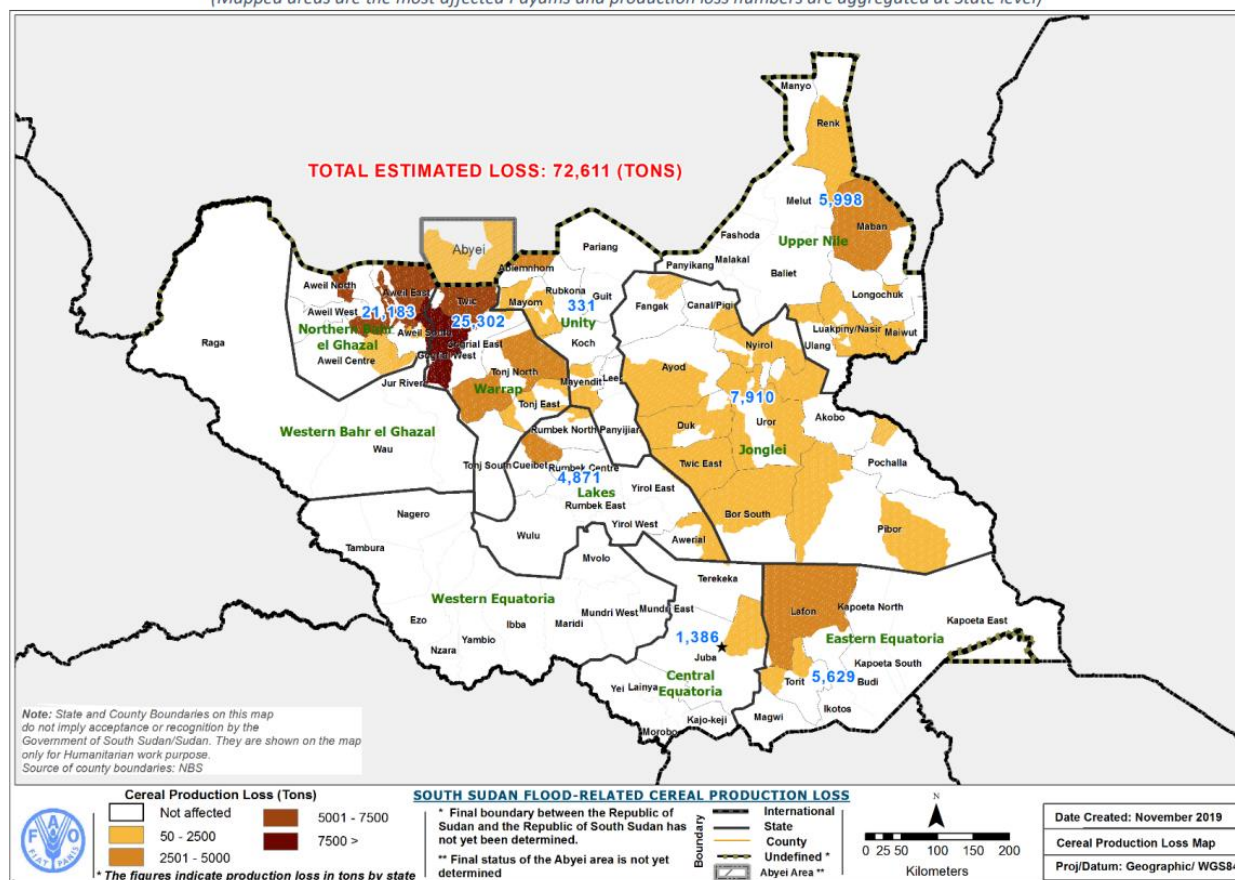 (Mapped areas are the most affected Payams and production loss numbers are aggregated at State level)
TOTAL ESTIMATED LOSS: 72,611 (TONS)
Manyo
Renk
Melut
5,998
Maban
Fashoda
Upper Nile
Malakal
Panyikang
Baliet
Longochuk
Luakpiny/Nasir
Maiwut
Ulang
Abyei
Pariang
Abiemnhom
Rubkona
Guit
Mayom
331
Unity
Koch
Mayendit
Leer
Panyijiar
Aweil North
Aweil East
Twic
Aweil West
21,183
25,302
Northern Bahr
el Ghazal
Aweil South
Gogrial East
Gogrial West
Aweil Centre
Raga
Jur River
Tonj North
Warrap
Tonj East
Western Bahr el Ghazal
Wau
Tonj South
Cueibet
Rumbek North
Rumbek Centre
4,871
Lakes
Yirol East
Rumbek East
Yirol West
Awerial
Wulu
Fangak
Canal/Pigi
Nyirol
Ayod
7,910
Uror
Akobo
Duk
Jonglei
Pochalla
Twic East
Bor South
Pibor
Nagero
Tambura
Mvolo
Western Equatoria
Mundri West
Mundri East
Ezo
Ibba
Maridi
Yambio
Nzara
Terekeka
1,386
Juba
Central
Equatoria
Yei
Lainya
Kajo-keji
Morobo
Lafon
Kapoeta North
Kapoeta East
Eastern Equatoria
Kapoeta South
Torit
5,629
Budi
Ikotos
Magwi
Note: State and County Boundaries on this map
do not imply acceptance or recognition by the
Government of South Sudan/Sudan. They are shown on the map
only for Humanitarian work purpose.
Source of county boundaries: NBS
FAO
FIAT PANIS
Cereal Production Loss (Tons)
Not affected
50 - 2500
2501 - 5000
5001 - 7500
7500 >
* The figures indicate production loss in tons by state
SOUTH SUDAN FLOOD-RELATED CEREAL PRODUCTION LOSS
* Final boundary between the Republic of
Sudan and the Republic of South Sudan has
not yet been determined.
** Final status of the Abyei area is not yet
determined
Boundary
International
State
County
Undefined *
Abyei Area **
N
0 25 50 100 150 200
Kilometers
Date Created: November 2019
Cereal Production Loss Map
Proj/Datum: Geographic/ WGS84